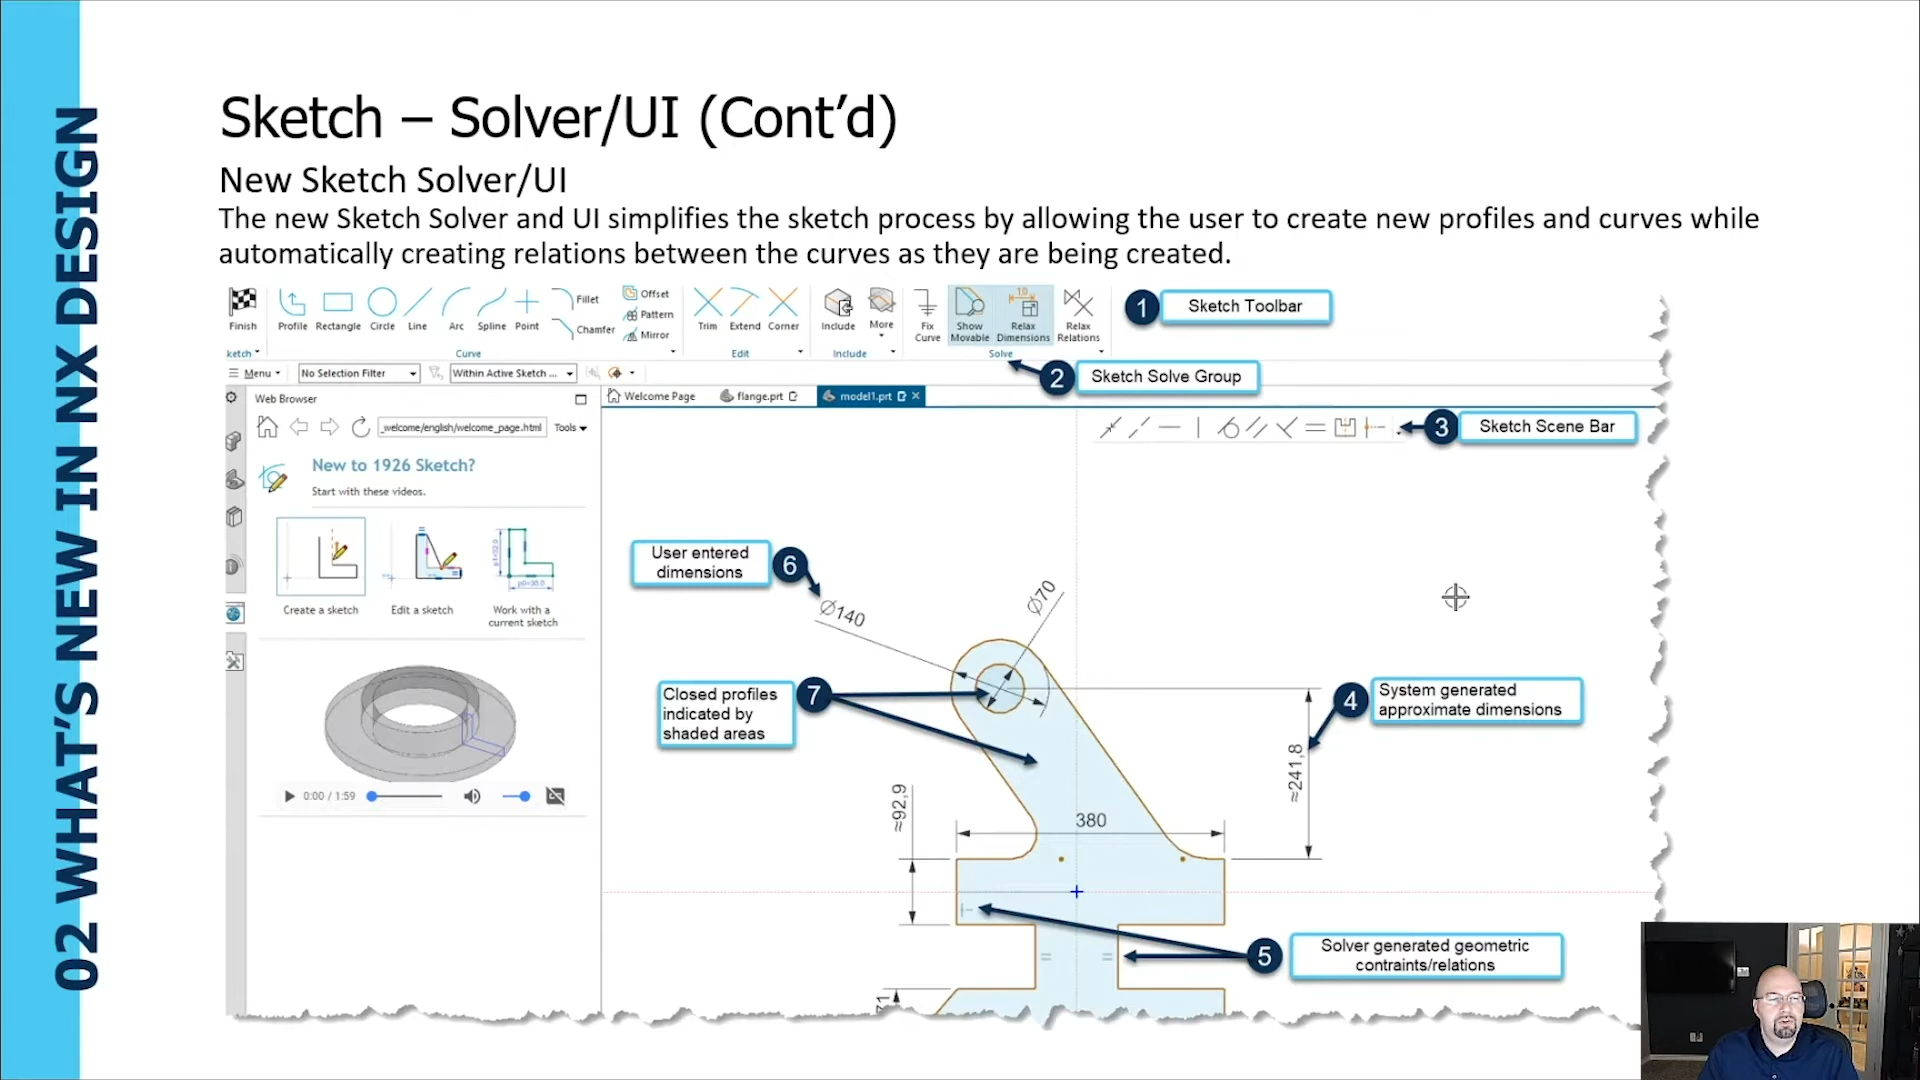 02 WHAT'S NEW IN NX DESIGN
Sketch – Solver/UI (Cont'd)
New Sketch Solver/UI
The new Sketch Solver and UI simplifies the sketch process by allowing the user to create new profiles and curves while
automatically creating relations between the curves as they are being created.
Finish
Profile
Rectangle
Circle
Line
Arc
Spline
Point
Fillet
Chamfer
Offset
Pattern
Mirror
Trim
Extend
Corner
Include
More
Fix
Curve
Show
Movable
1,0
Relax
Dimensions
Relax
Relations
ketch
Curve
Edit
Include
Solve
1
Sketch Toolbar
2
Sketch Solve Group
Menu
No Selection Filter
Within Active Sketch ...
Web Browser
Welcome Page
flange.prt
model1.prt
_welcome/english/welcome_page.html
Tools
3
Sketch Scene Bar
New to 1926 Sketch?
Start with these videos.
Create a sketch
Edit a sketch
Work with a
current sketch
0:00 / 1:59
User entered
dimensions
6
Ø140
Ø70
Closed profiles
indicated by
shaded areas
7
4
System generated
approximate dimensions
≈241,8
≈92,9
380
5
Solver generated geometric
contraints/relations
71